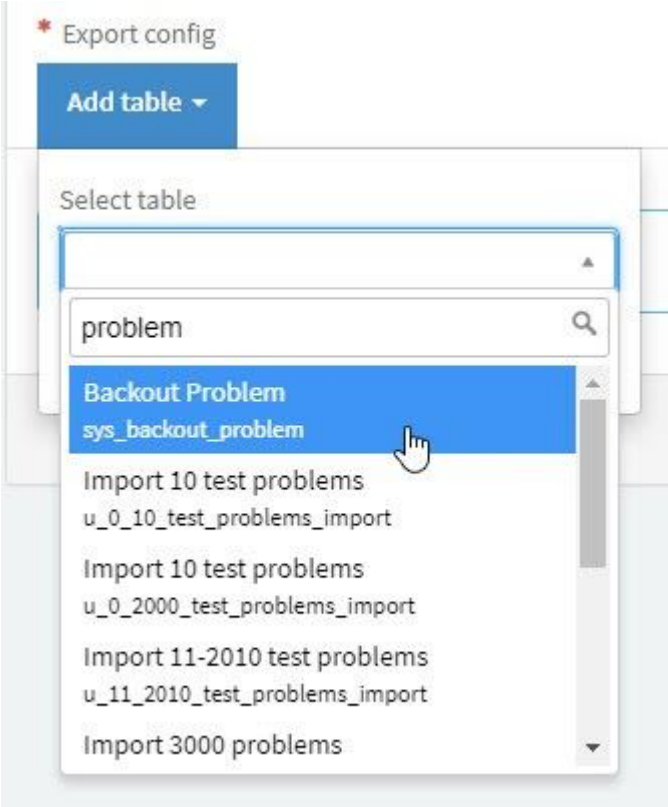 * Export config
Add table
Select table
problem
Backout Problem
sys_backout_problem
Import 10 test problems
u_0_10_test_problems_import
Import 10 test problems
u_0_2000_test_problems_import
Import 11-2010 test problems
u_11_2010_test_problems_import
Import 3000 problems